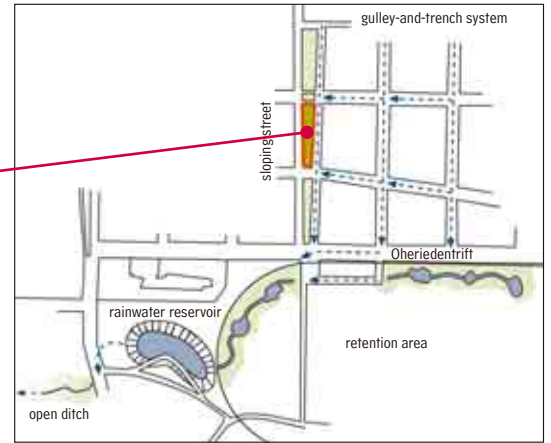 gulley-and-trench system
sloping street
Oheriedentrift
rainwater reservoir
retention area
open ditch